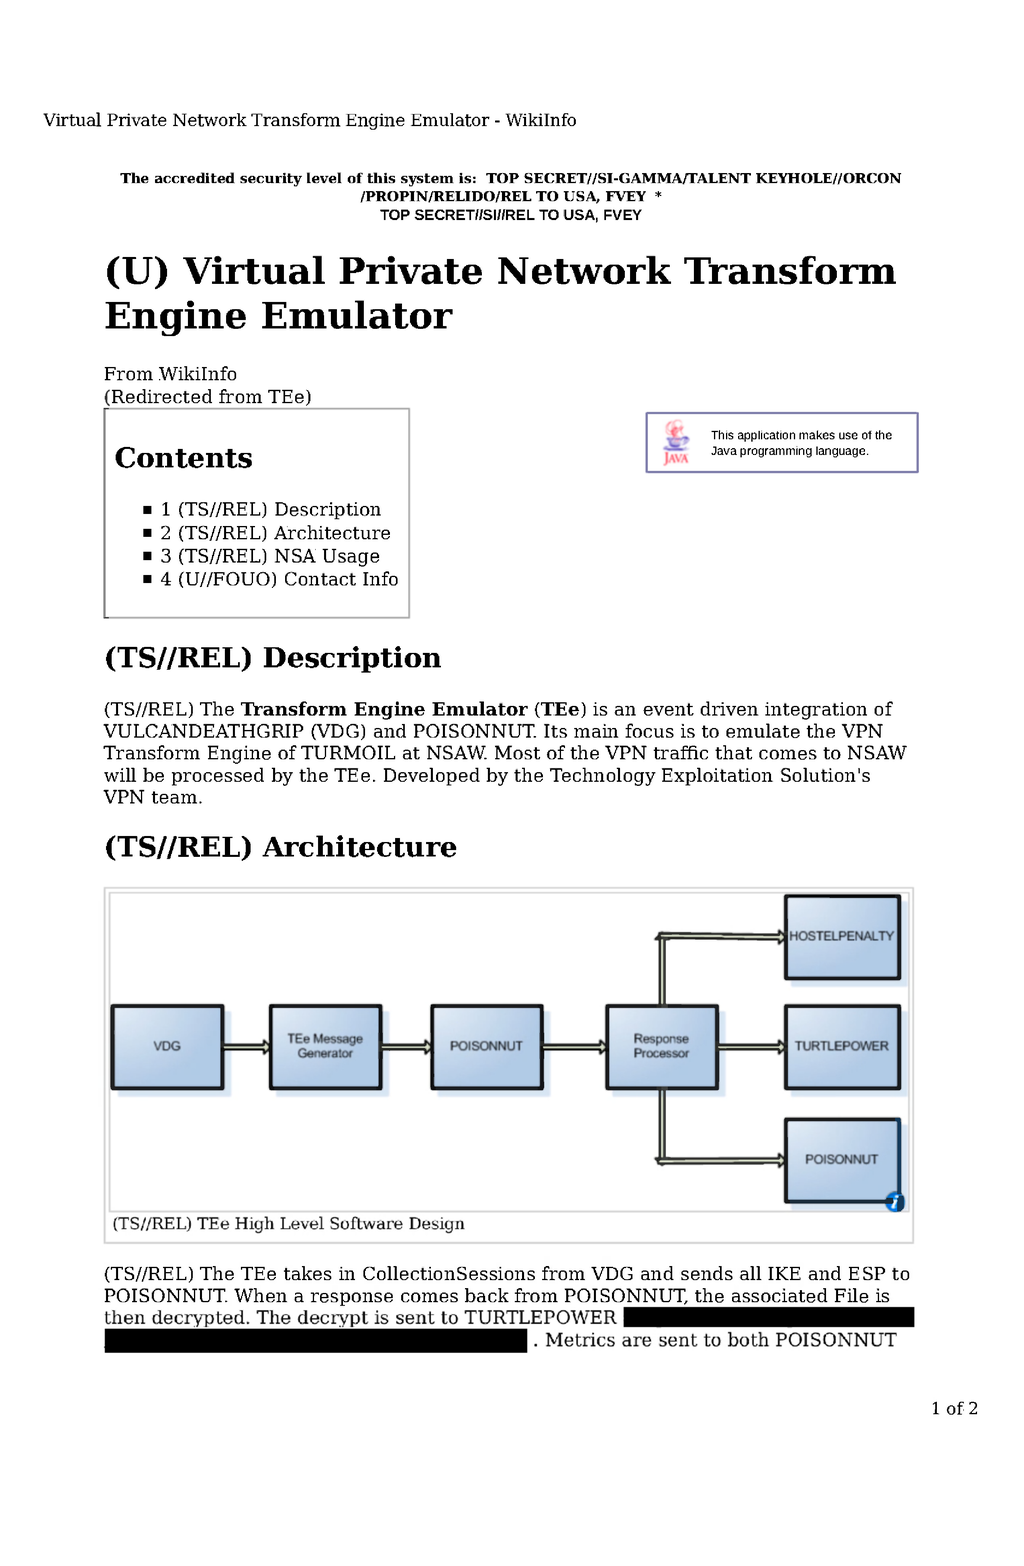 Virtual Private Network Transform Engine Emulator - WikiInfo
The accredited security level of this system is: TOP SECRET//SI-GAMMA/TALENT KEYHOLE//ORCON
/PROPIN/RELIDO/REL TO USA, FVEY *
TOP SECRET//SI//REL TO USA, FVEY
(U) Virtual Private Network Transform
Engine Emulator
From WikiInfo
(Redirected from TEe)
Contents
1 (TS//REL) Description
2 (TS//REL) Architecture
3 (TS//REL) NSA Usage
4 (U//FOUO) Contact Info
JAVA
This application makes use of the
Java programming language.
(TS//REL) Description
(TS//REL) The Transform Engine Emulator (TEe) is an event driven integration of
VULCANDEATHGRIP (VDG) and POISONNUT. Its main focus is to emulate the VPN
Transform Engine of TURMOIL at NSAW. Most of the VPN traffic that comes to NSAW
will be processed by the TEe. Developed by the Technology Exploitation Solution's
VPN team.
(TS//REL) Architecture
HOSTELPENALTY
VDG
TEe Message
Generator
POISONNUT
Response
Processor
TURTLEPOWER
POISONNUT
i
(TS//REL) TEe High Level Software Design
(TS//REL) The TEe takes in CollectionSessions from VDG and sends all IKE and ESP to
POISONNUT. When a response comes back from POISONNUT, the associated File is
then decrypted. The decrypt is sent to TURTLEPOWER
. Metrics are sent to both POISONNUT
1 of 2